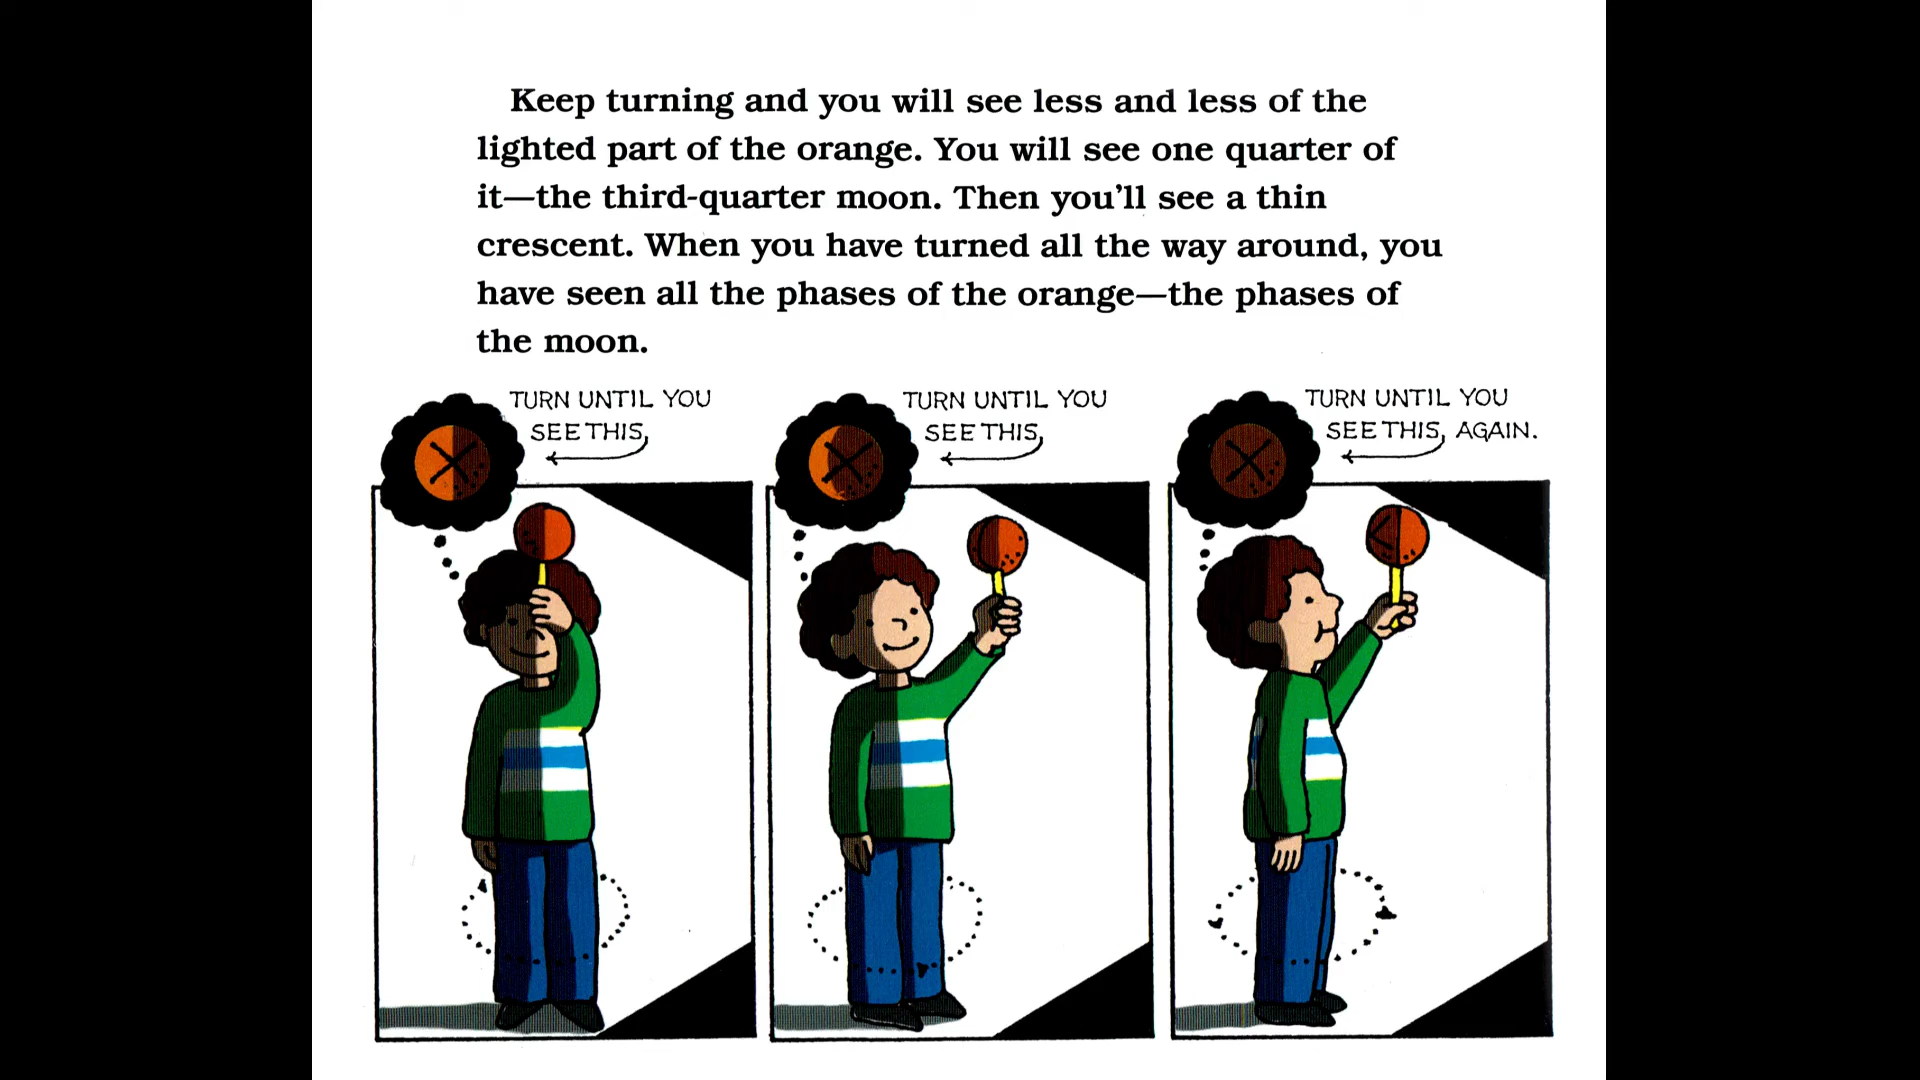 Keep turning and you will see less and less of the
lighted part of the orange. You will see one quarter of
it—the third-quarter moon. Then you'll see a thin
crescent. When you have turned all the way around, you
have seen all the phases of the orange—the phases of
the moon.
TURN UNTIL YOU
SEE THIS,
TURN UNTIL YOU
SEE THIS,
TURN UNTIL YOU
SEE THIS, AGAIN.